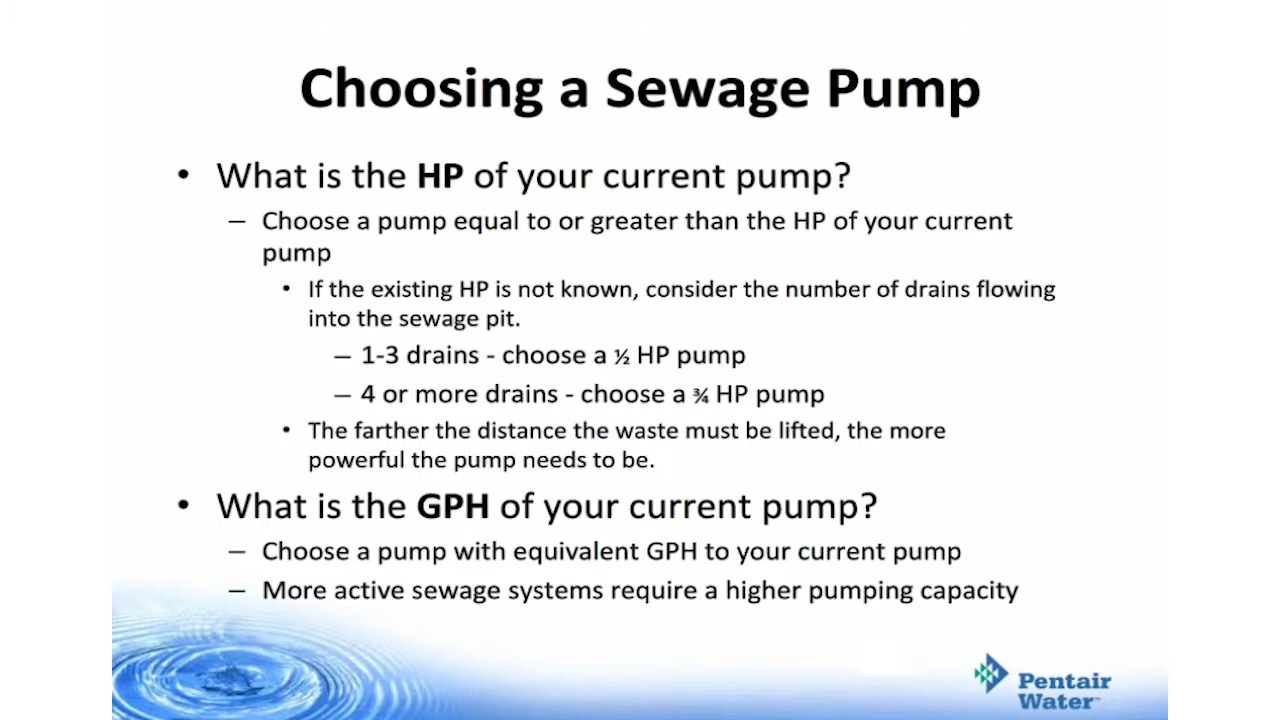 Choosing a Sewage Pump
• What is the HP of your current pump?
– Choose a pump equal to or greater than the HP of your current
pump
• If the existing HP is not known, consider the number of drains flowing
into the sewage pit.
– 1-3 drains - choose a ½ HP pump
– 4 or more drains - choose a ¾ HP pump
• The farther the distance the waste must be lifted, the more
powerful the pump needs to be.
• What is the GPH of your current pump?
– Choose a pump with equivalent GPH to your current pump
– More active sewage systems require a higher pumping capacity
Pentair
Water™